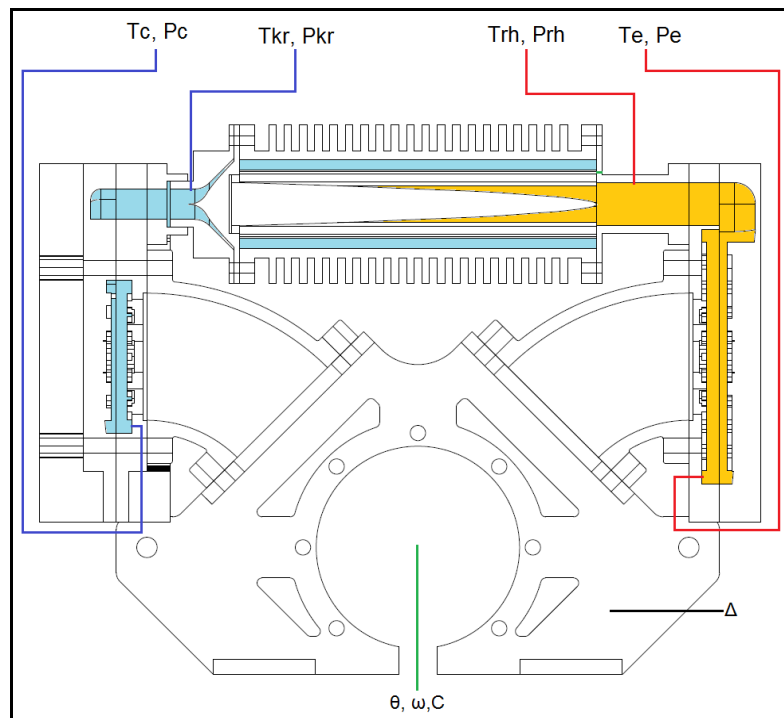 Tc, Pc
Tkr, Pkr
Trh, Prh
Te, Pe
Δ
θ, ω,C